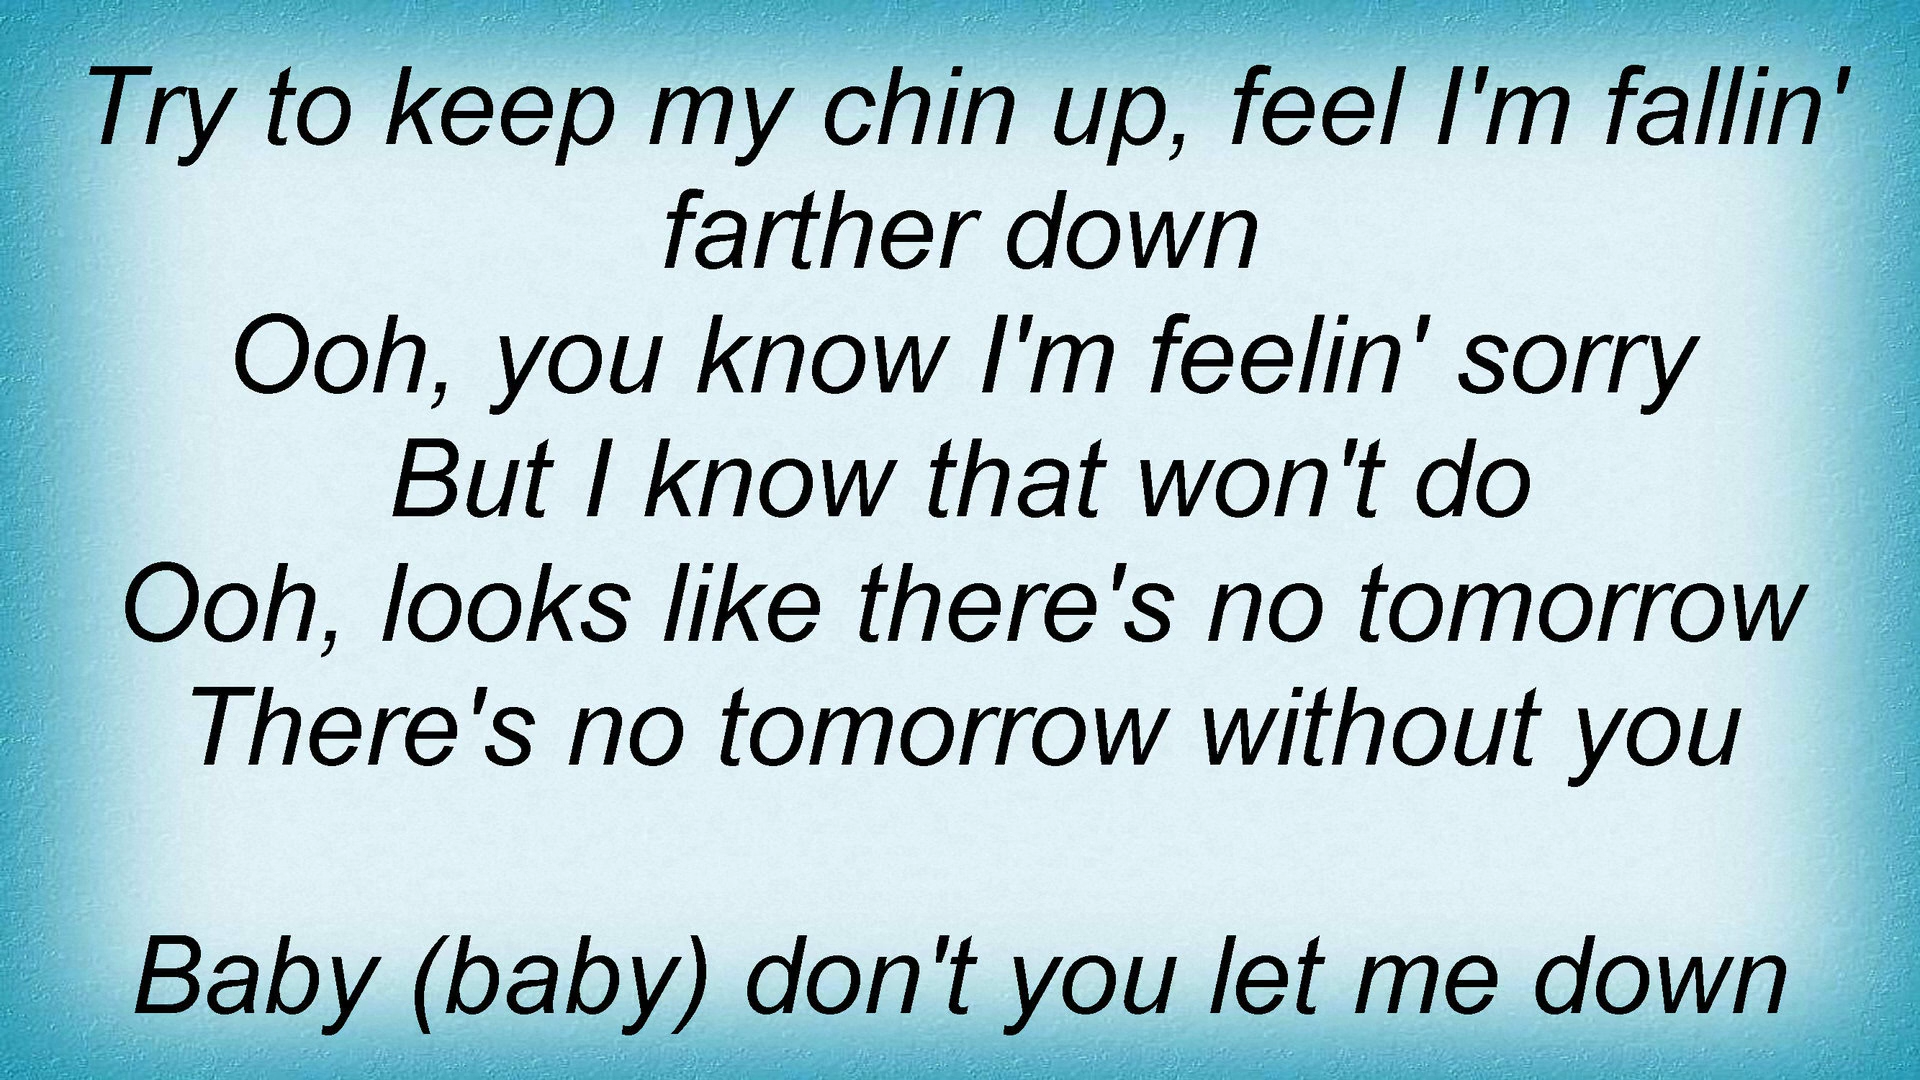 Try to keep my chin up, feel I'm fallin'
farther down
Ooh, you know I'm feelin' sorry
But I know that won't do
Ooh, looks like there's no tomorrow
There's no tomorrow without you
Baby (baby) don't you let me down